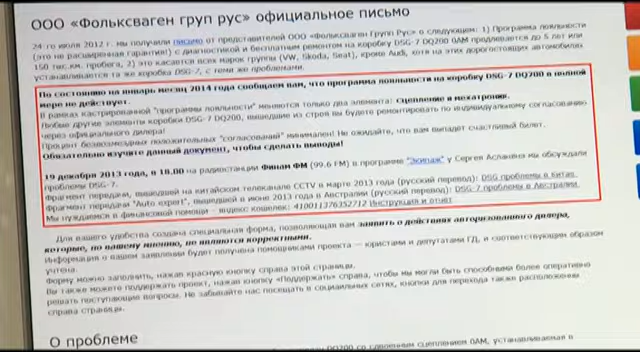 ООО «Фольксваген груп рус» официальное письмо
24-го июля 2012 г. мы получили письмо от представителей ООО «Фольксваген Груп Рус» о следующем: 1) Программа лояльности
(это не расширенная гарантия!) с диагностикой и бесплатным ремонтом на коробку DSG-7 DQ200 0AM продлевается до 5 лет или
150 тыс.км. пробега, 2) это касается всех марок группы (VW, Skoda, Seat), кроме Audi, хотя на этих дорогостоящих автомобилях
устанавливается та же коробка DSG-7, с теми же проблемами.
По состоянию на январь месяц 2014 года сообщаем вам, что программа лояльности на коробку DSG-7 DQ200 в полной
мере не действует.
В рамках кастрированной "программы лояльности" меняются только два элемента: сцепление и мехатроник.
Любые другие элементы коробки DSG-7 DQ200, вышедшие из строя вы будете ремонтировать по индивидуальному согласованию
через официального дилера!
Процент безвозмездных положительных "согласований" минимален! Не ожидайте, что вам выпадет счастливый билет.
Обязательно изучите данный документ, чтобы сделать выводы!
19 декабря 2013 года, в 18.00 на радиостанции Финам ФМ (99.6 FM) в программе "Экипаж" у Сергея Асланяна мы обсуждали
проблемы DSG-7.
Фрагмент передачи, вышедшей на китайском телеканале CCTV в марте 2013 года (русский перевод): DSG проблемы в Китае.
Фрагмент передачи "Auto expert", вышедшей в июне 2013 года в Австралии (русский перевод): DSG-7 проблемы в Австралии.
Мы нуждаемся в финансовой помощи - яндекс кошелек: 410011376352712 Инструкция и отчет
Для вашего удобства создана специальная форма, позволяющая вам заявить о действиях авторизованного дилера,
которые, по вашему мнению, не являются корректными.
Информация о вашем заявлении будет получена помощниками проекта — юристами и депутатами ГД, и соответствующим образом
учтена.
Форму можно заполнить, нажав красную кнопку справа этой страницы.
Вы также можете поддержать проект, нажав кнопку «Поддержать» справа, чтобы мы могли быть способными более оперативно
решать поступающие вопросы. Не забывайте нас посещать в социальных сетях, кнопки для перехода также расположены
справа страницы.
О проблеме
DQ200 со сдвоенным сцеплением 0AM, устанавливаемая в